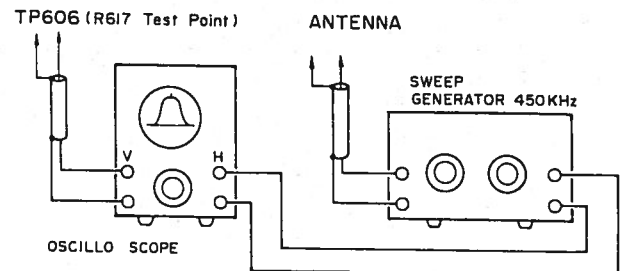 TP606 (R617 Test Point)
ANTENNA
SWEEP
GENERATOR 450KHz
V
H
OSCILLO SCOPE